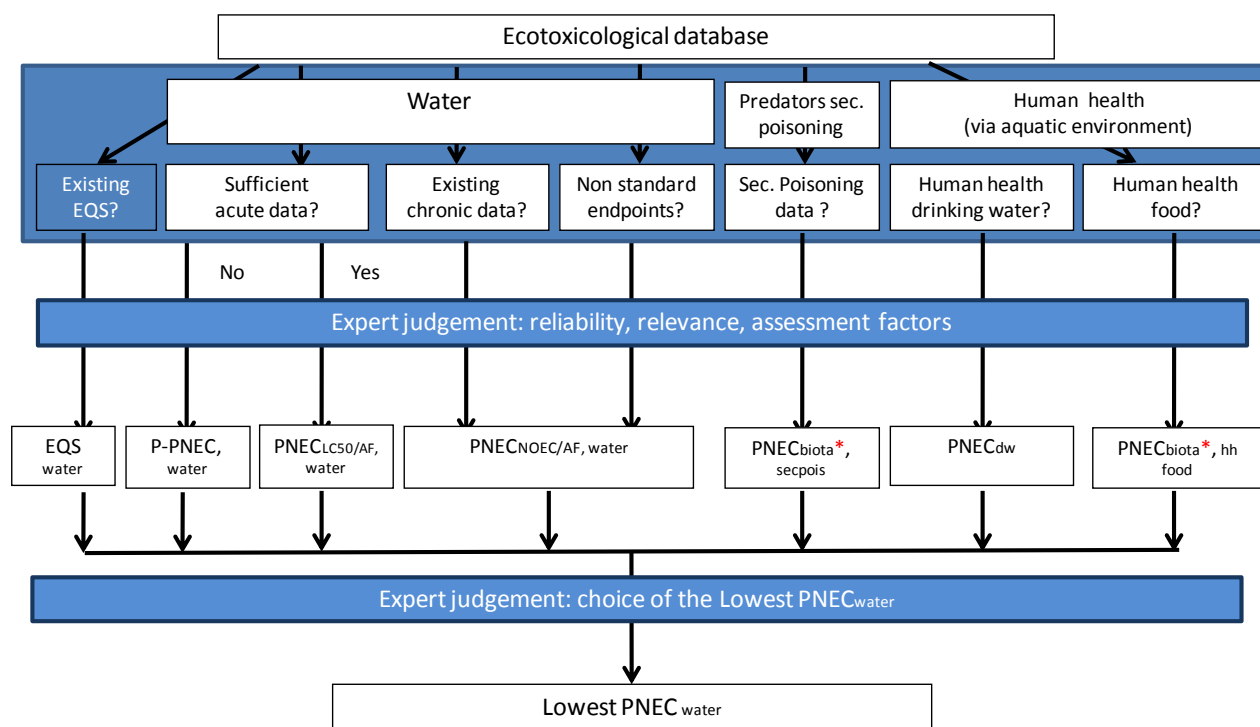 Ecotoxicological database
Water
Predators sec.
poisoning
Human health
(via aquatic environment)
Existing
EQS?
Sufficient
acute data?
Existing
chronic data?
Non standard
endpoints?
Sec. Poisoning
data ?
Human health
drinking water?
Human health
food?
No
Yes
Expert judgement: reliability, relevance, assessment factors
EQS
water
P-PNEC,
water
PNECLC50/AF,
water
PNECNOEC/AF, water
PNECbiota*,
secpois
PNECdw
PNECbiota*, hh
food
Expert judgement: choice of the Lowest PNECwater
Lowest PNEC water